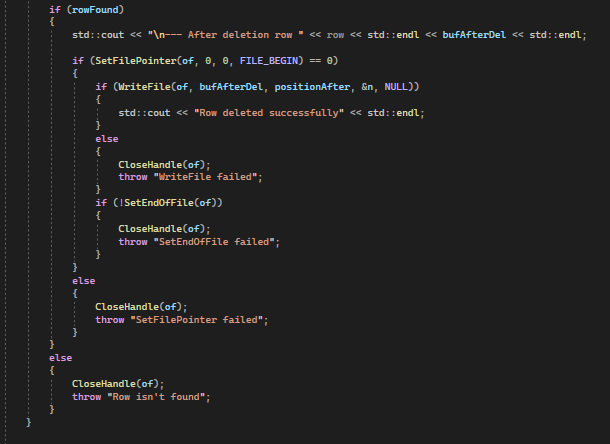 if (rowFound)
{
std::cout << "\n--- After deletion row " << row << std::endl << bufAfterDel << std::endl;
if (SetFilePointer(of, 0, 0, FILE_BEGIN) == 0)
{
if (WriteFile(of, bufAfterDel, positionAfter, &n, NULL))
{
std::cout << "Row deleted successfully" << std::endl;
}
else
{
CloseHandle(of);
throw "WriteFile failed";
}
if (!SetEndOfFile(of))
{
CloseHandle(of);
throw "SetEndOfFile failed";
}
}
else
{
CloseHandle(of);
throw "SetFilePointer failed";
}
}
else
{
CloseHandle(of);
throw "Row isn't found";
}
}